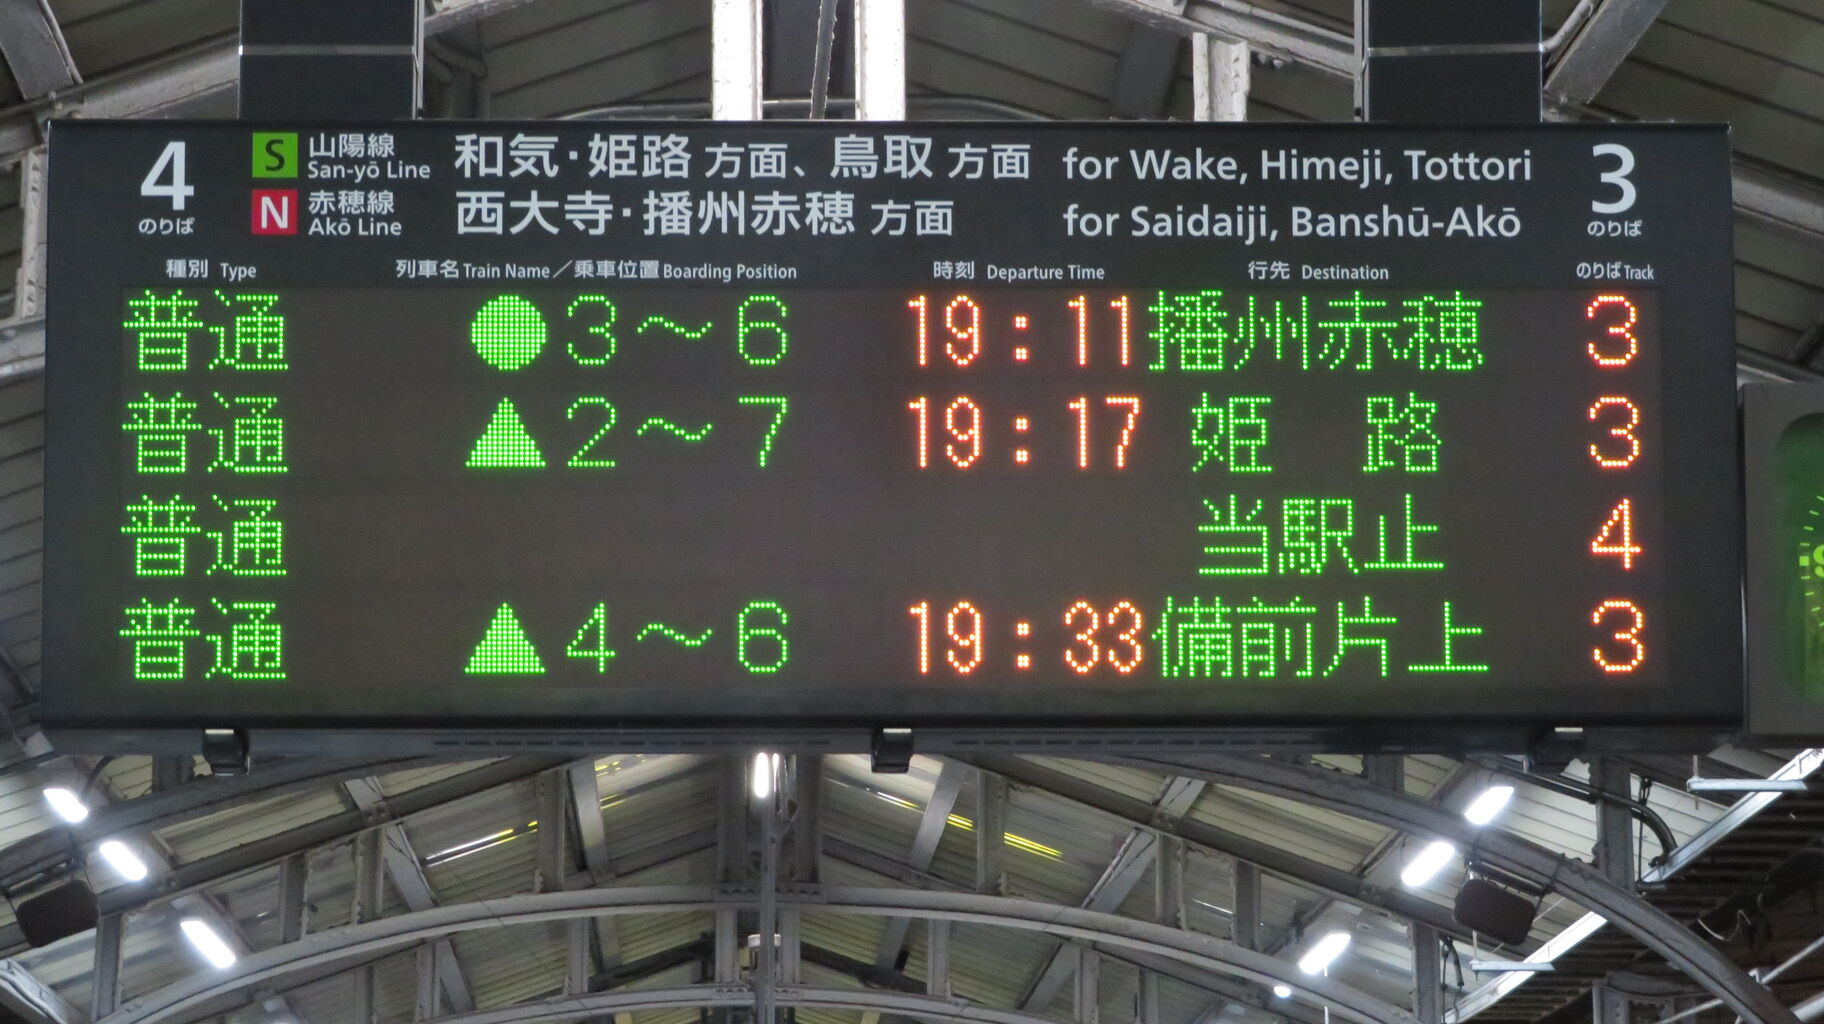 4 のりば
S 山陽線 San-yō Line 和気・姫路 方面、鳥取 方面 for Wake, Himeji, Tottori
N 赤穂線 Akō Line 西大寺・播州赤穂 方面 for Saidaiji, Banshū-Akō
3 のりば
種別 Type 列車名 Train Name／乗車位置 Boarding Position 時刻 Departure Time 行先 Destination のりば Track
普通 ●3～6 19:11 播州赤穂 3
普通 ▲2～7 19:17 姫路 3
普通 当駅止 4
普通 ▲4～6 19:33 備前片上 3